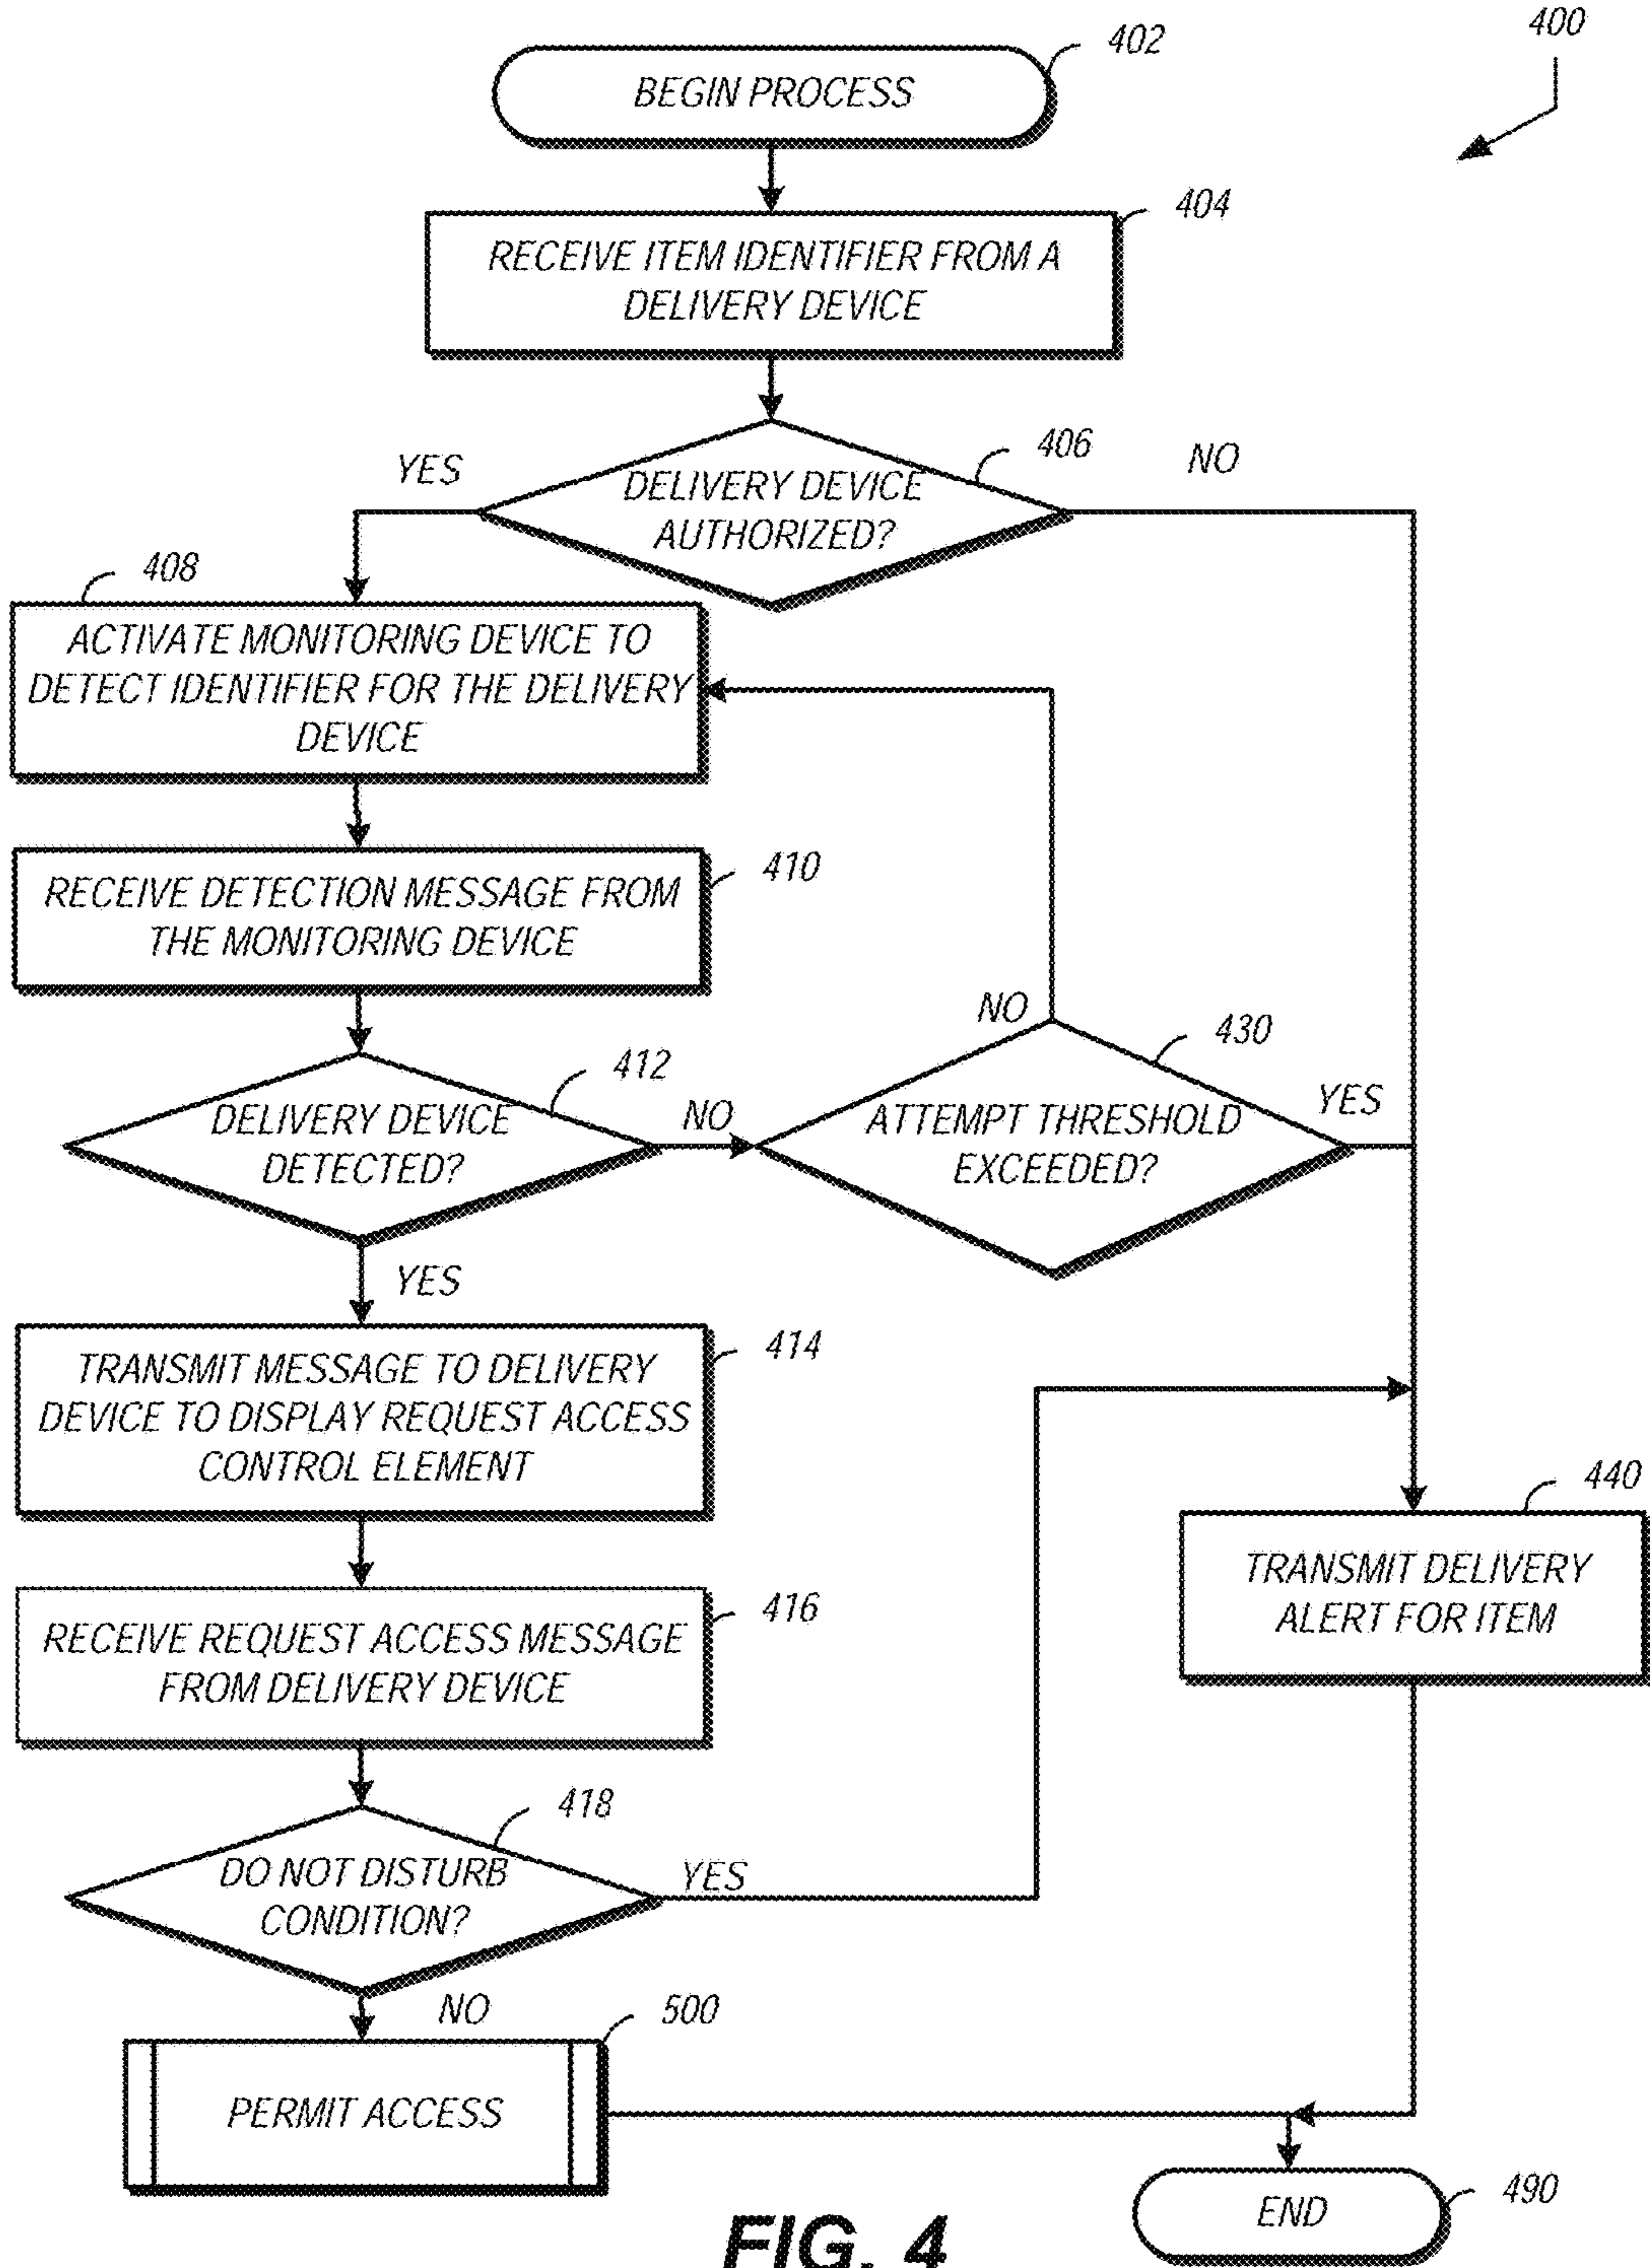 400
402
BEGIN PROCESS
404
RECEIVE ITEM IDENTIFIER FROM A
DELIVERY DEVICE
406
YES
NO
DELIVERY DEVICE
AUTHORIZED?
408
ACTIVATE MONITORING DEVICE TO
DETECT IDENTIFIER FOR THE DELIVERY
DEVICE
410
RECEIVE DETECTION MESSAGE FROM
THE MONITORING DEVICE
412
DELIVERY DEVICE
DETECTED?
NO
NO
430
ATTEMPT THRESHOLD
EXCEEDED?
YES
YES
414
TRANSMIT MESSAGE TO DELIVERY
DEVICE TO DISPLAY REQUEST ACCESS
CONTROL ELEMENT
440
TRANSMIT DELIVERY
ALERT FOR ITEM
416
RECEIVE REQUEST ACCESS MESSAGE
FROM DELIVERY DEVICE
418
DO NOT DISTURB
CONDITION?
YES
NO
500
PERMIT ACCESS
END
490
FIG. 4